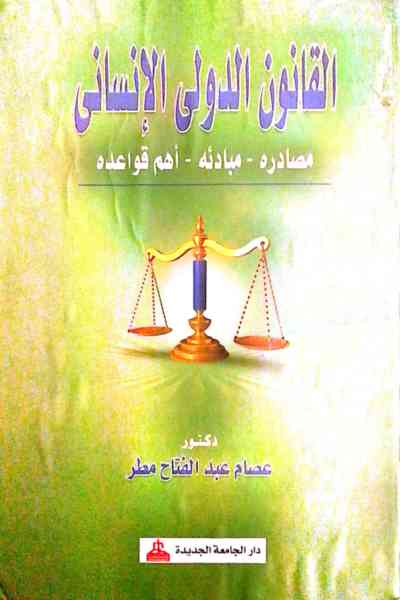 القانون الدولى الإنسانى
مصادره - مبادئه - أهم قواعده
دكتور
عصام عبد الفتاح مطر
دار الجامعة الجديدة